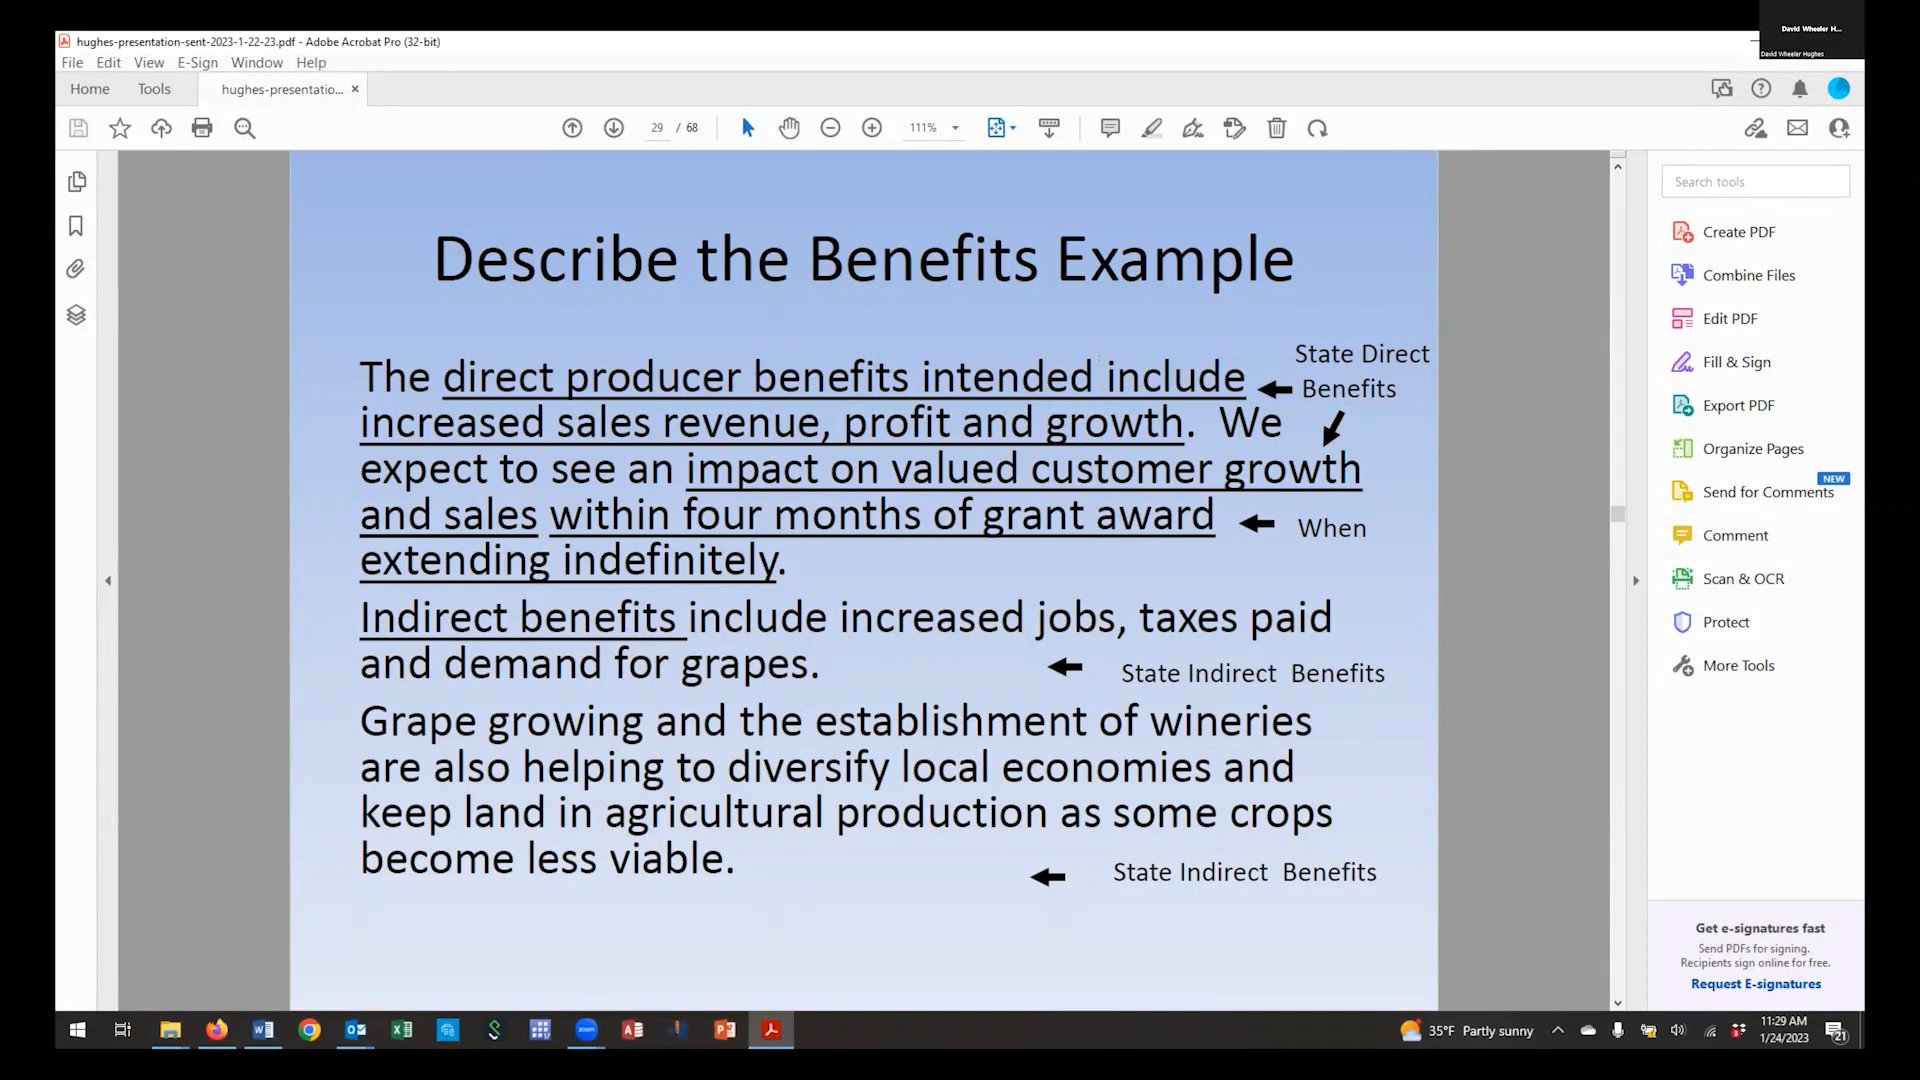 David Wheeler H...
David Wheeler Hughes
hughes-presentation-sent-2023-1-22-23.pdf - Adobe Acrobat Pro (32-bit)
File Edit View E-Sign Window Help
Home Tools hughes-presentatio... ×
29 / 68 111%
Describe the Benefits Example
The direct producer benefits intended include
increased sales revenue, profit and growth. We
expect to see an impact on valued customer growth
and sales within four months of grant award
extending indefinitely.
State Direct
Benefits
When
Indirect benefits include increased jobs, taxes paid
and demand for grapes.
State Indirect Benefits
Grape growing and the establishment of wineries
are also helping to diversify local economies and
keep land in agricultural production as some crops
become less viable.
State Indirect Benefits
Search tools
Create PDF
Combine Files
Edit PDF
Fill & Sign
Export PDF
Organize Pages
NEW
Send for Comments
Comment
Scan & OCR
Protect
More Tools
Get e-signatures fast
Send PDFs for signing.
Recipients sign online for free.
Request E-signatures
35°F Partly sunny
11:29 AM
1/24/2023
21